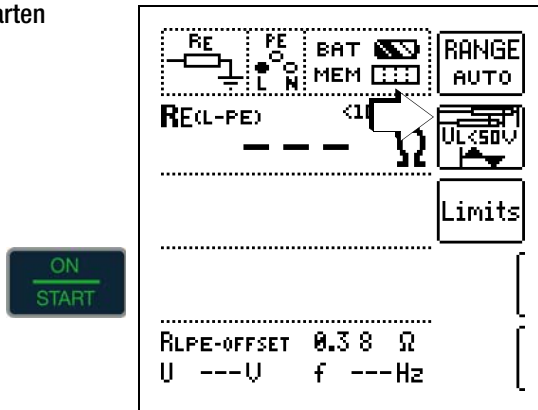 arten
RE PE BAT RANGE
L N MEM AUTO
RE(L-PE)
UL<50V
--- Ω
Limits
ON
START
RLPE-OFFSET 0.38 Ω
U ---V f ---Hz